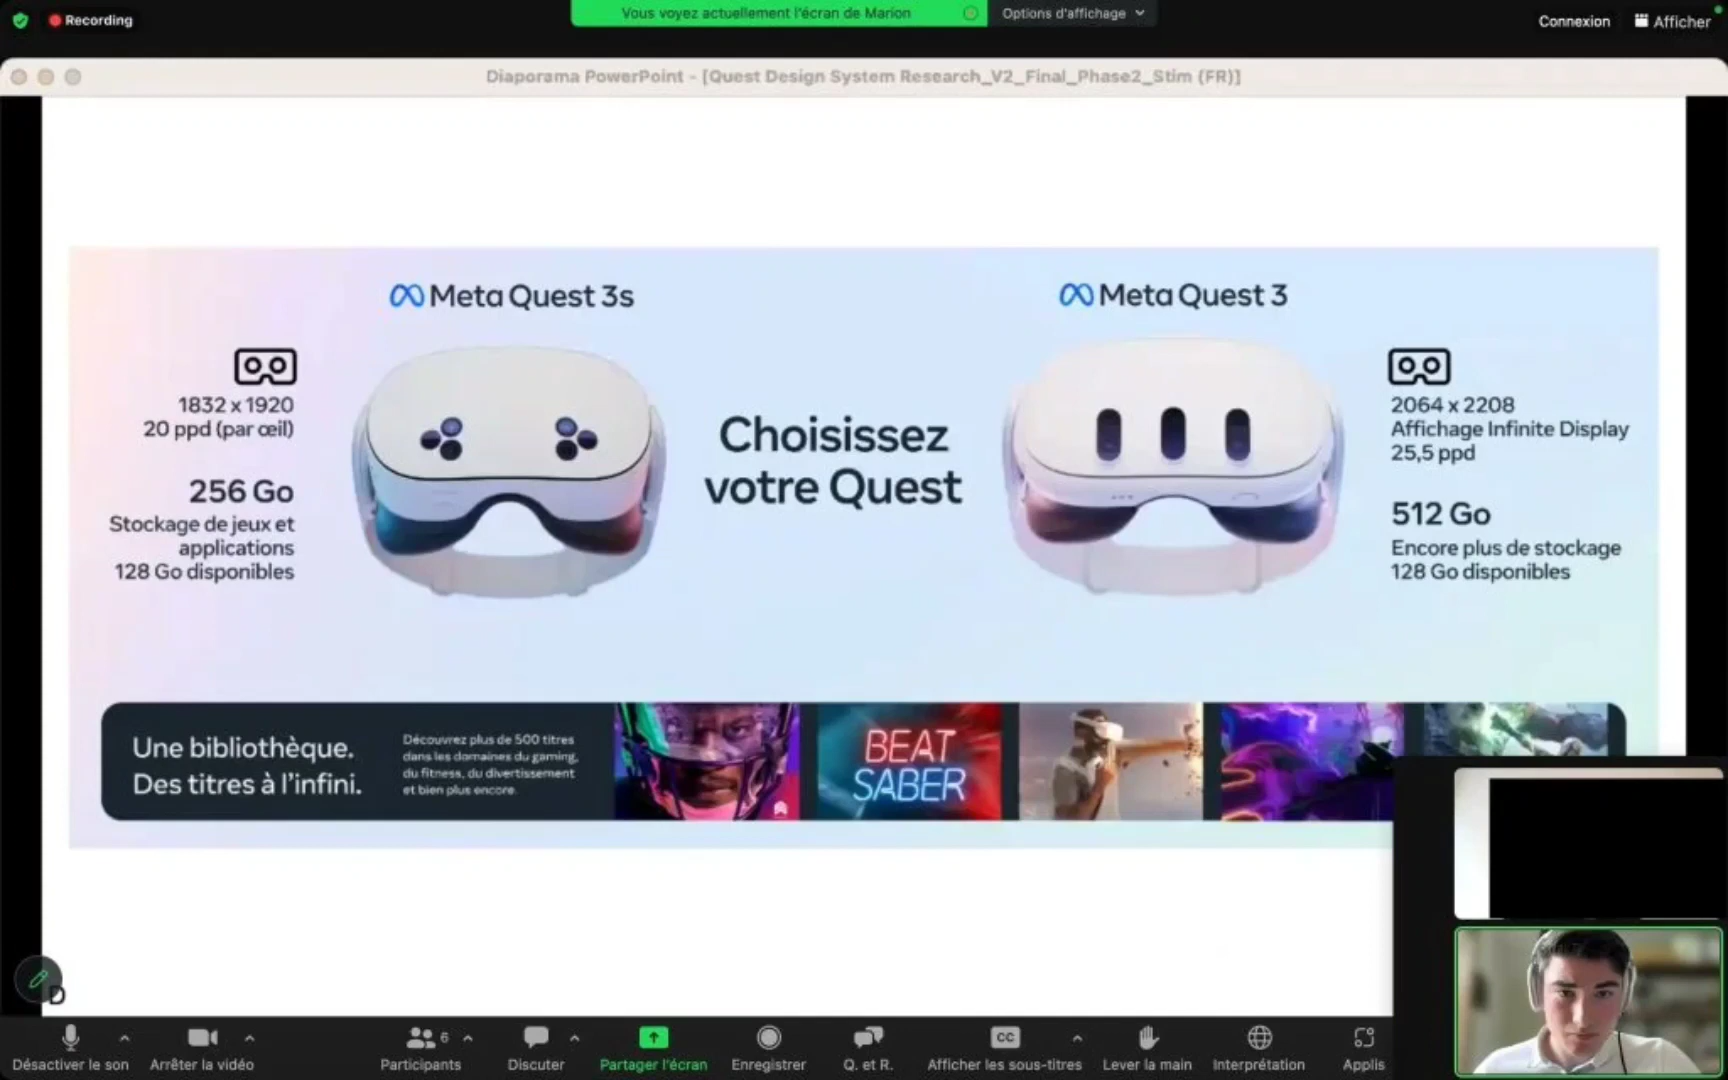 Recording
Vous voyez actuellement l'écran de Marion
Options d'affichage
Connexion
Afficher
Diaporama PowerPoint - [Quest Design System Research_V2_Final_Phase2_Stim (FR)]
Meta Quest 3s
Meta Quest 3
1832 x 1920
20 ppd (par œil)
256 Go
Stockage de jeux et
applications
128 Go disponibles
Choisissez
votre Quest
2064 x 2208
Affichage Infinite Display
25,5 ppd
512 Go
Encore plus de stockage
128 Go disponibles
Une bibliothèque.
Des titres à l'infini.
Découvrez plus de 500 titres
dans les domaines du gaming,
du fitness, du divertissement
et bien plus encore.
BEAT
SABER
D
6
CC
Désactiver le son
Arrêter la vidéo
Participants
Discuter
Partager l'écran
Enregistrer
Q. et R.
Afficher les sous-titres
Lever la main
Interprétation
Applis